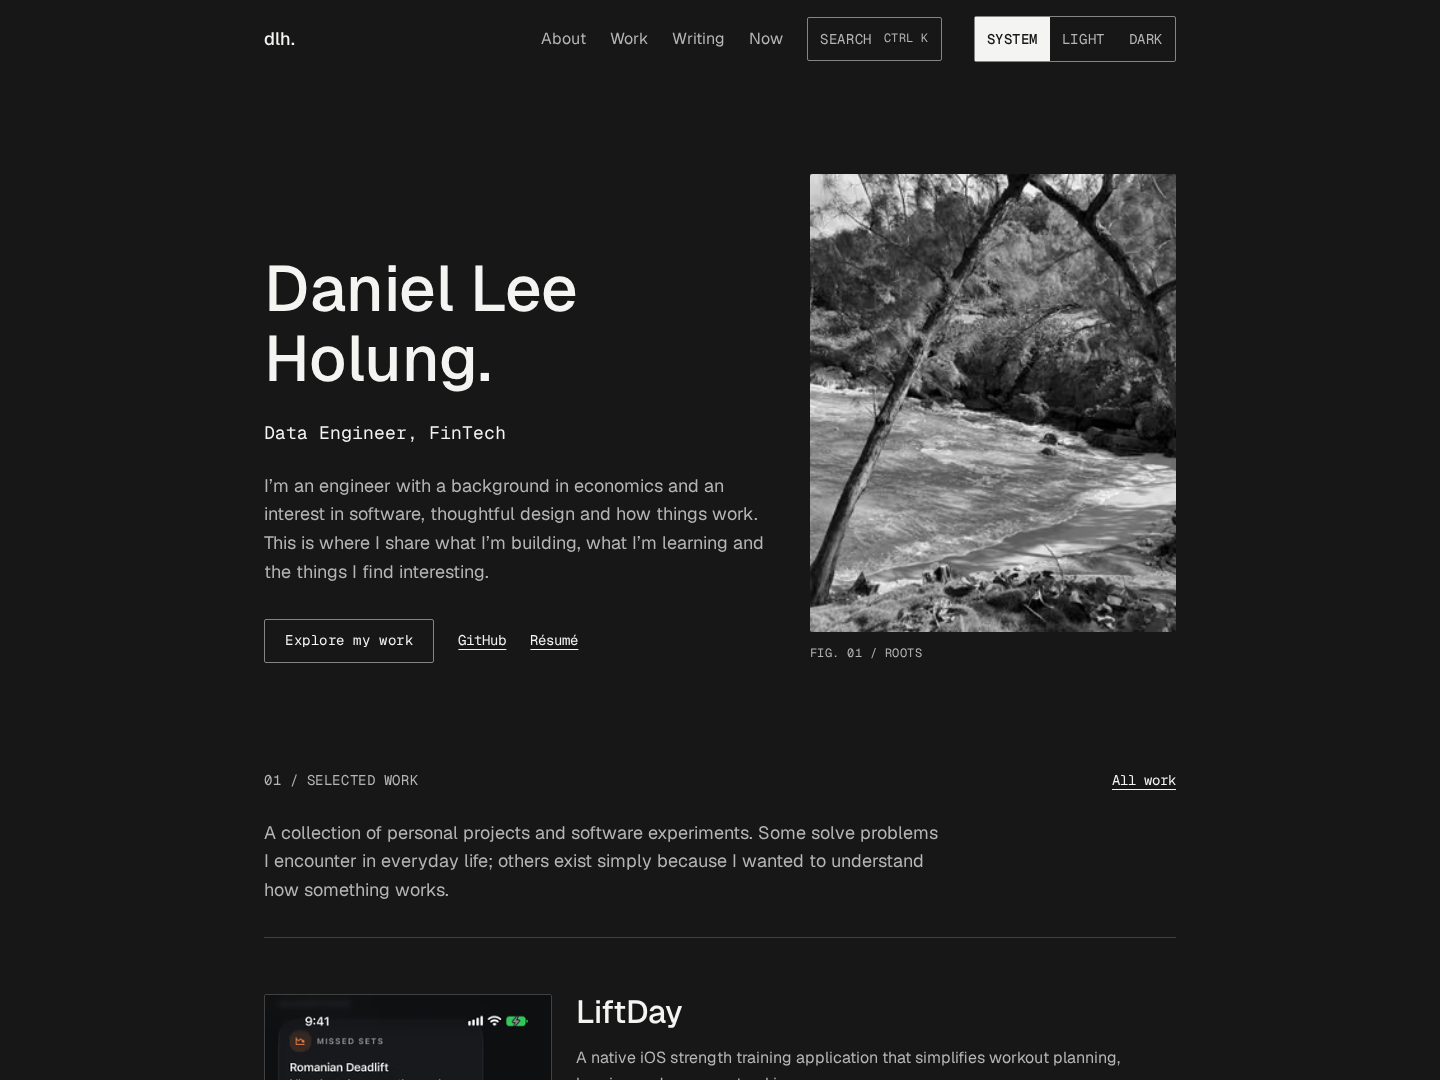 dlh.
About Work Writing Now SEARCH CTRL K SYSTEM LIGHT DARK
Daniel Lee
Holung.
Data Engineer, FinTech
I’m an engineer with a background in economics and an
interest in software, thoughtful design and how things work.
This is where I share what I’m building, what I’m learning and
the things I find interesting.
Explore my work GitHub Résumé
FIG. 01 / ROOTS
01 / SELECTED WORK All work
A collection of personal projects and software experiments. Some solve problems
I encounter in everyday life; others exist simply because I wanted to understand
how something works.
9:41
MISSED SETS
Romanian Deadlift
LiftDay
A native iOS strength training application that simplifies workout planning,